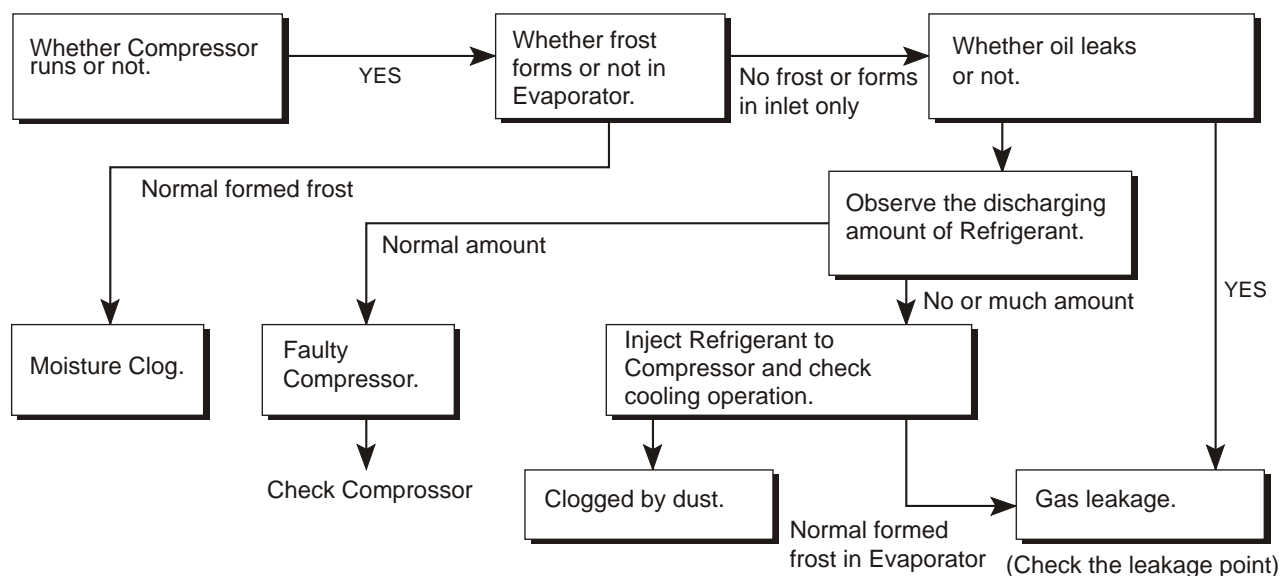 Whether Compressor
runs or not.
YES
Whether frost
forms or not in
Evaporator.
No frost or forms
in inlet only
Whether oil leaks
or not.
Normal formed frost
Observe the discharging
amount of Refrigerant.
Normal amount
No or much amount
YES
Moisture Clog.
Faulty
Compressor.
Inject Refrigerant to
Compressor and check
cooling operation.
Check Comprossor
Clogged by dust.
Normal formed
frost in Evaporator
Gas leakage.
(Check the leakage point)